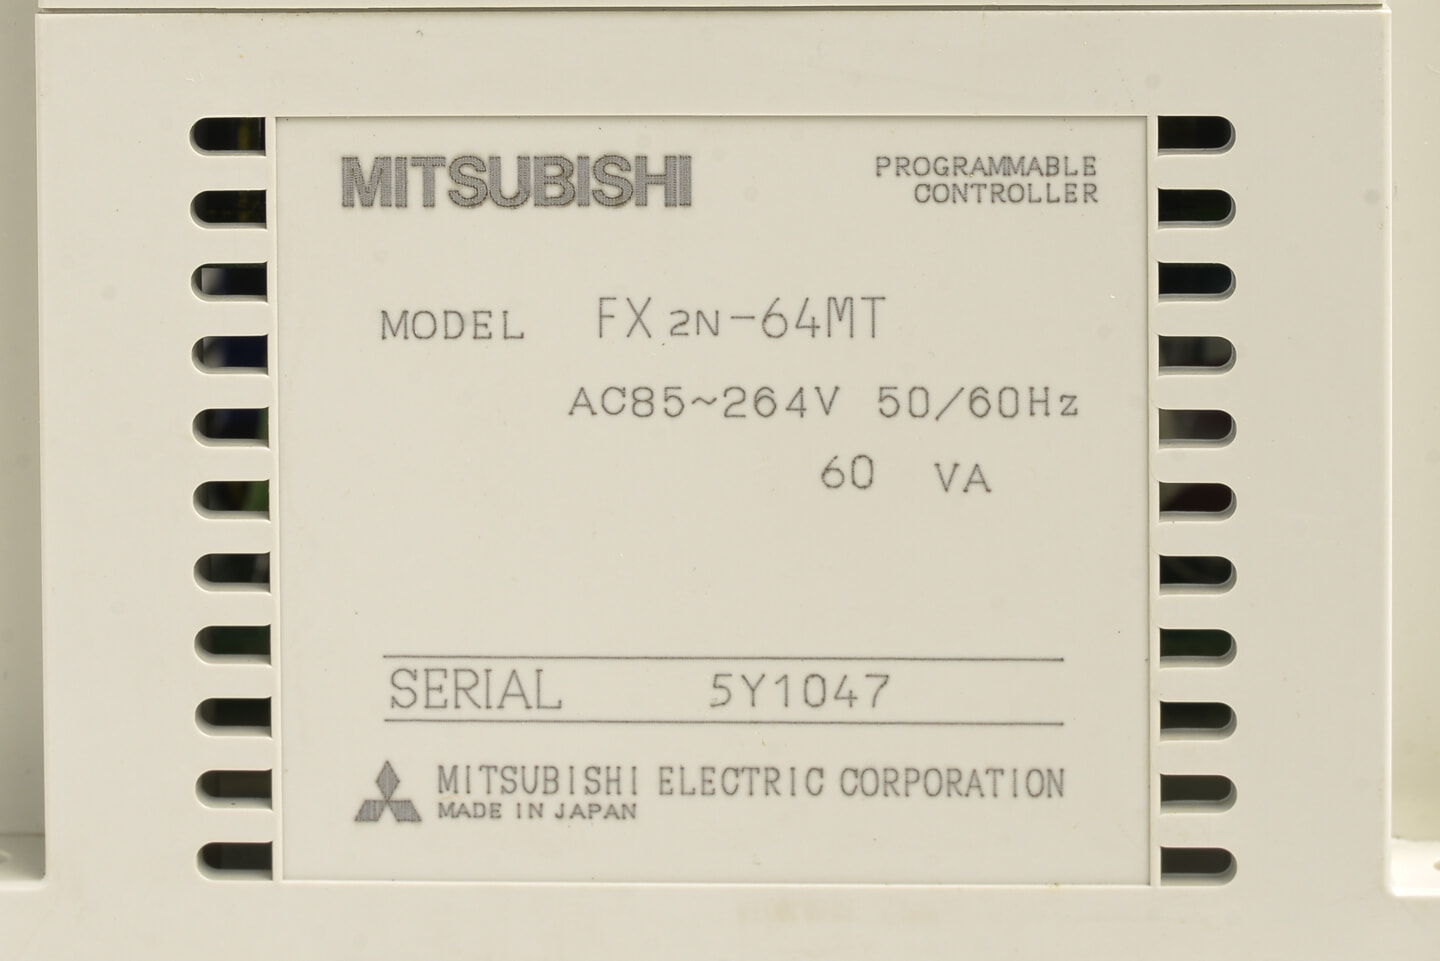 MITSUBISHI
PROGRAMMABLE
CONTROLLER
MODEL FX2N-64MT
AC85~264V 50/60Hz
60 VA
SERIAL 5Y1047
MITSUBISHI ELECTRIC CORPORATION
MADE IN JAPAN